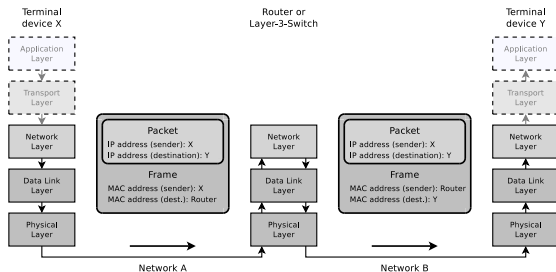 Terminal
device X
Router or
Layer-3-Switch
Terminal
device Y
Application
Layer
Transport
Layer
Network
Layer
Data Link
Layer
Physical
Layer
Packet
IP address (sender): X
IP address (destination): Y
Frame
MAC address (sender): X
MAC address (dest.): Router
Network
Layer
Data Link
Layer
Physical
Layer
Packet
IP address (sender): X
IP address (destination): Y
Frame
MAC address (sender): Router
MAC address (dest.): Y
Application
Layer
Transport
Layer
Network
Layer
Data Link
Layer
Physical
Layer
Network A
Network B